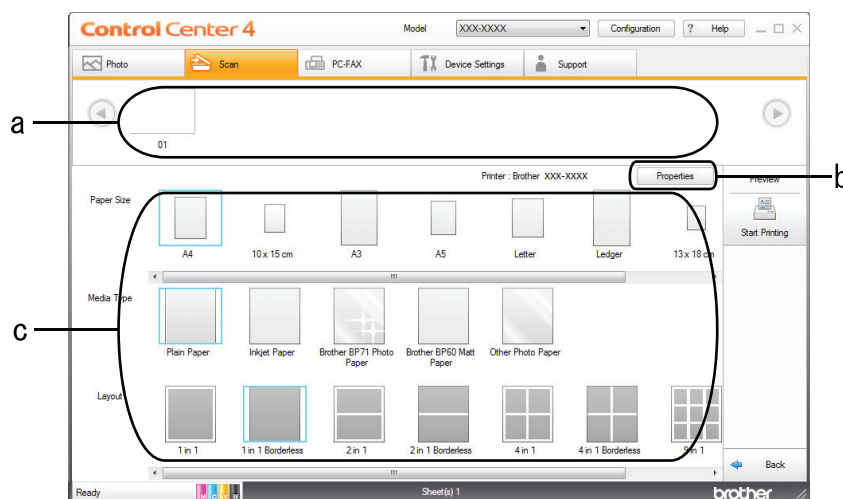 Control Center 4
Model XXX-XXXX Configuration ? Help
Photo Scan PC-FAX Device Settings Support
a
01
Printer : Brother XXX-XXXX Properties Preview
b
Paper Size
Start Printing
A4 10 x 15 cm A3 A5 Letter Ledger 13 x 18 cm
Media Type
c
Plain Paper Inkjet Paper Brother BP71 Photo Paper Brother BP60 Matt Paper Other Photo Paper
Layout
1 in 1 1 in 1 Borderless 2 in 1 2 in 1 Borderless 4 in 1 4 in 1 Borderless 9 in 1
Back
Ready M C Y BK Sheet(s) 1 brother